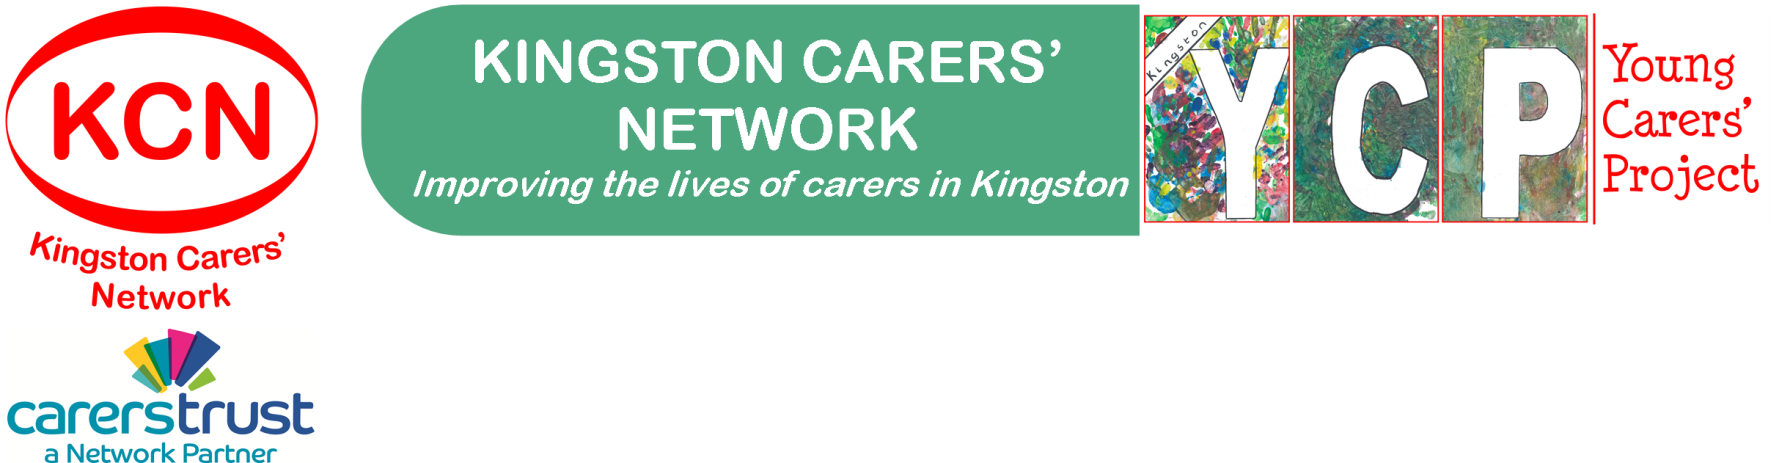 KCN
Kingston Carers'
Network
carerstrust
a Network Partner
KINGSTON CARERS’
NETWORK
Improving the lives of carers in Kingston
Kingston
YCP
Young
Carers’
Project